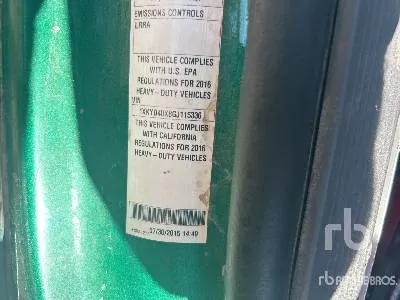 EMISSIONS CONTROLS
THIS VEHICLE COMPLIES
WITH U.S. EPA
REGULATIONS FOR 2016
HEAVY-DUTY VEHICLES
VIN
THIS VEHICLE COMPLIES
WITH CALIFORNIA
REGULATIONS FOR 2016
HEAVY-DUTY VEHICLES
07/30/2015 14:49
rb
RITCHIE BROS.